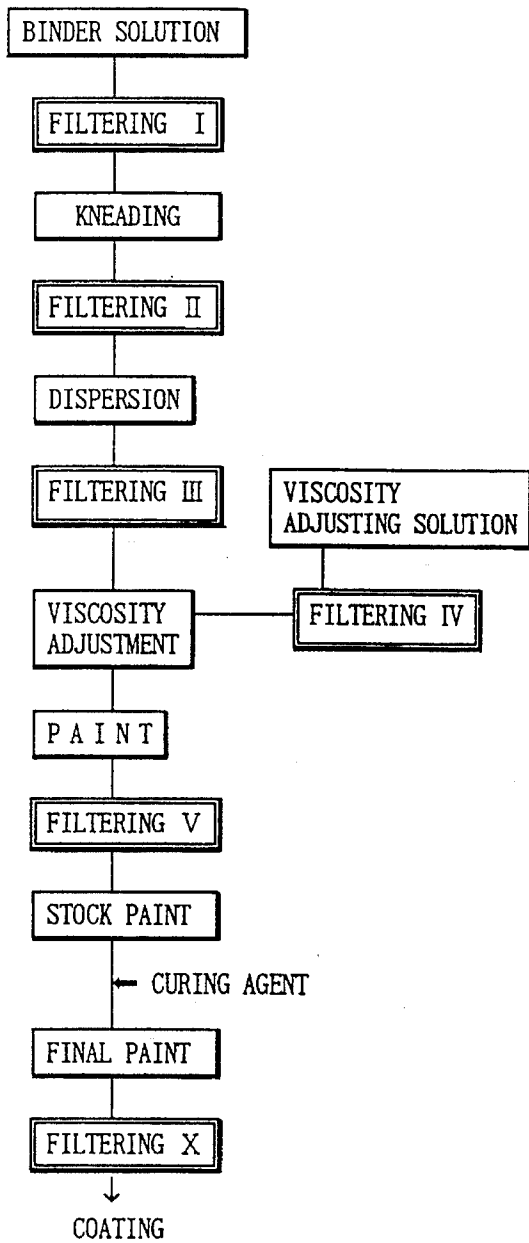 BINDER SOLUTION
FILTERING I
KNEADING
FILTERING II
DISPERSION
FILTERING III
VISCOSITY
ADJUSTING SOLUTION
VISCOSITY
ADJUSTMENT
FILTERING IV
PAINT
FILTERING V
STOCK PAINT
CURING AGENT
FINAL PAINT
FILTERING X
COATING